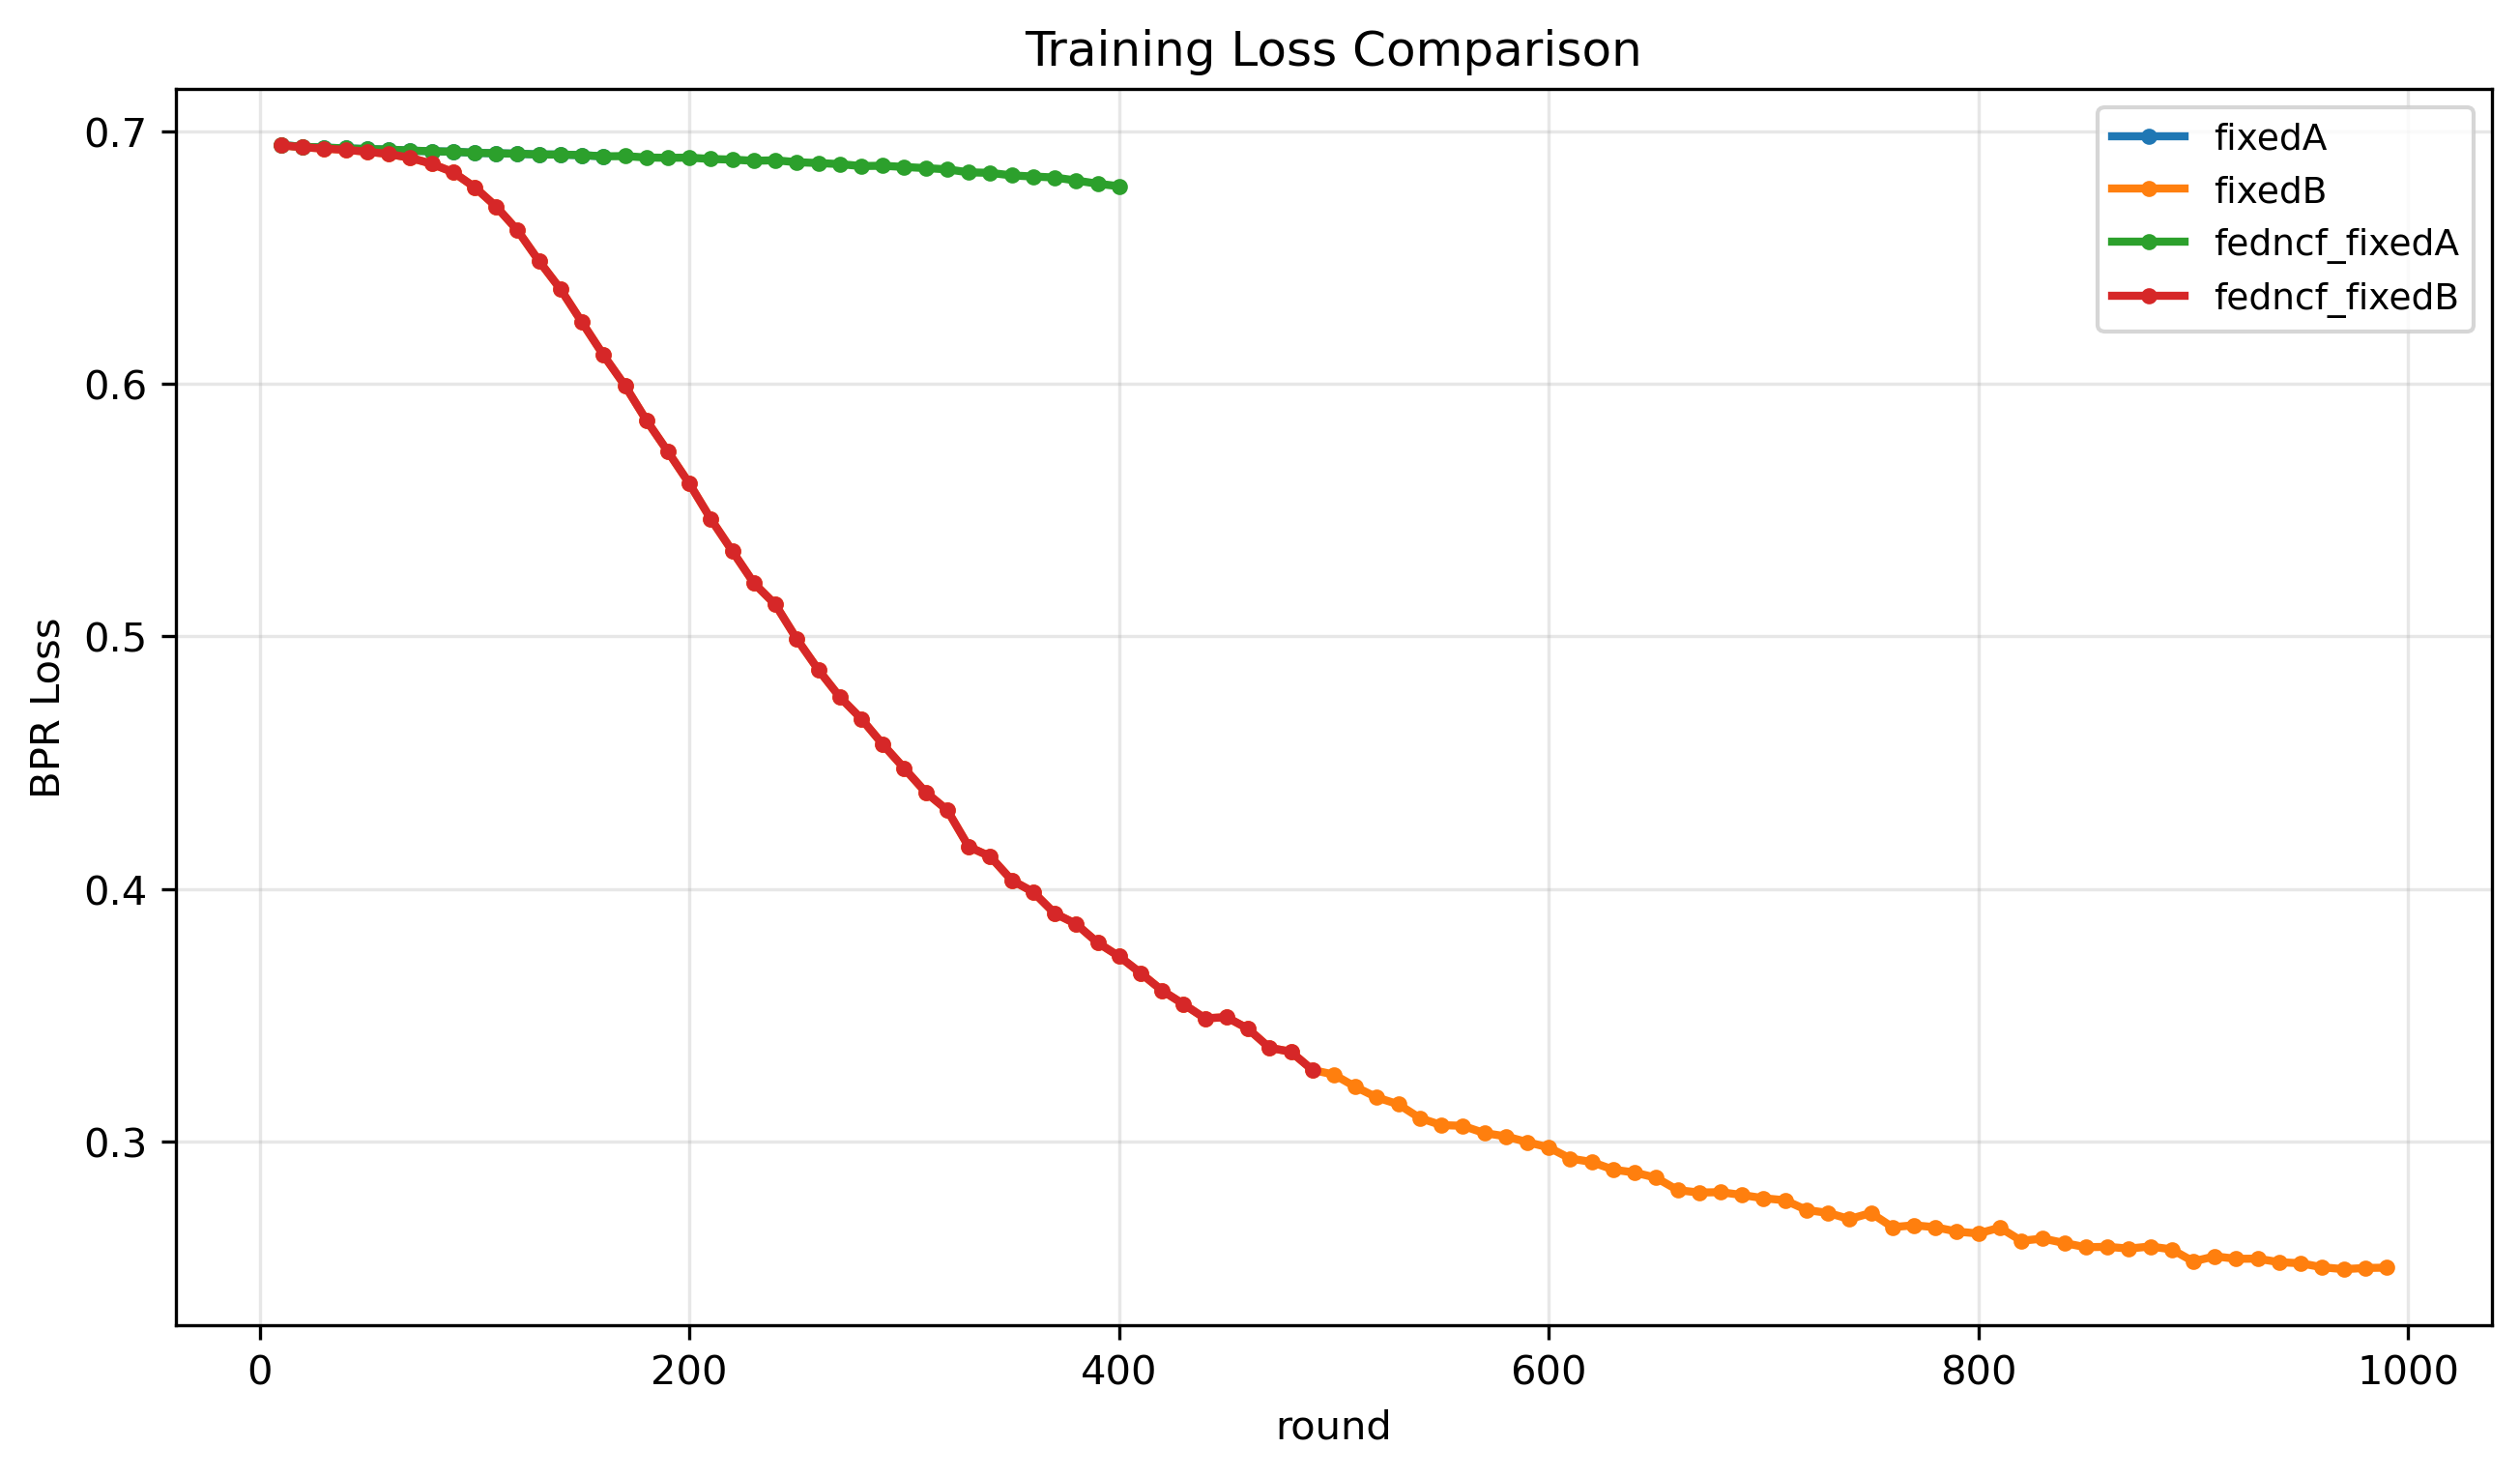 Training Loss Comparison
fixedA
fixedB
fedncf_fixedA
fedncf_fixedB
BPR Loss
0.7
0.6
0.5
0.4
0.3
0 200 400 600 800 1000
round